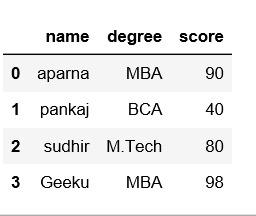 name degree score
0 aparna MBA 90
1 pankaj BCA 40
2 sudhir M.Tech 80
3 Geeku MBA 98